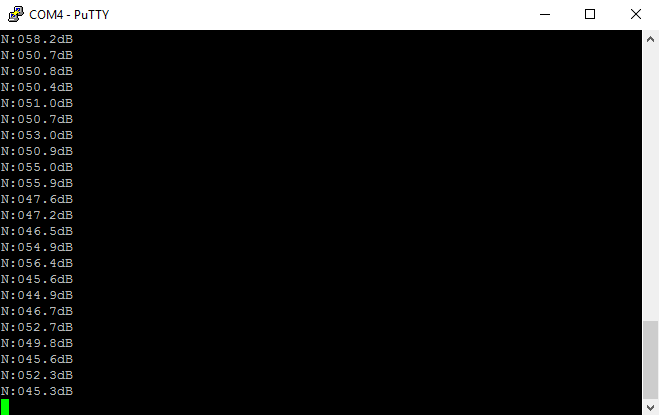 COM4 - PuTTY
N:058.2dB
N:050.7dB
N:050.8dB
N:050.4dB
N:051.0dB
N:050.7dB
N:053.0dB
N:050.9dB
N:055.0dB
N:055.9dB
N:047.6dB
N:047.2dB
N:046.5dB
N:054.9dB
N:056.4dB
N:045.6dB
N:044.9dB
N:046.7dB
N:052.7dB
N:049.8dB
N:045.6dB
N:052.3dB
N:045.3dB